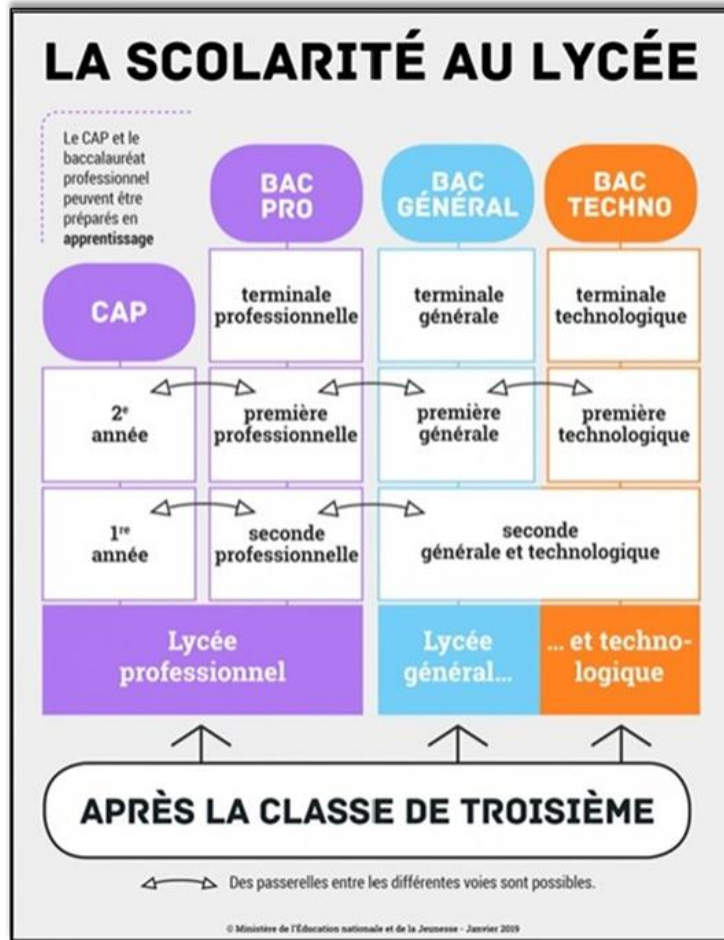 LA SCOLARITÉ AU LYCÉE
Le CAP et le
baccalauréat
professionnel
peuvent être
préparés en
apprentissage
BAC
PRO
BAC
GÉNÉRAL
BAC
TECHNO
CAP
terminale
professionnelle
terminale
générale
terminale
technologique
2e
année
première
professionnelle
première
générale
première
technologique
1re
année
seconde
professionnelle
seconde
générale et technologique
Lycée
professionnel
Lycée
général...
... et techno-
logique
APRÈS LA CLASSE DE TROISIÈME
Des passerelles entre les différentes voies sont possibles.
© Ministère de l'Éducation nationale et de la Jeunesse - Janvier 2019